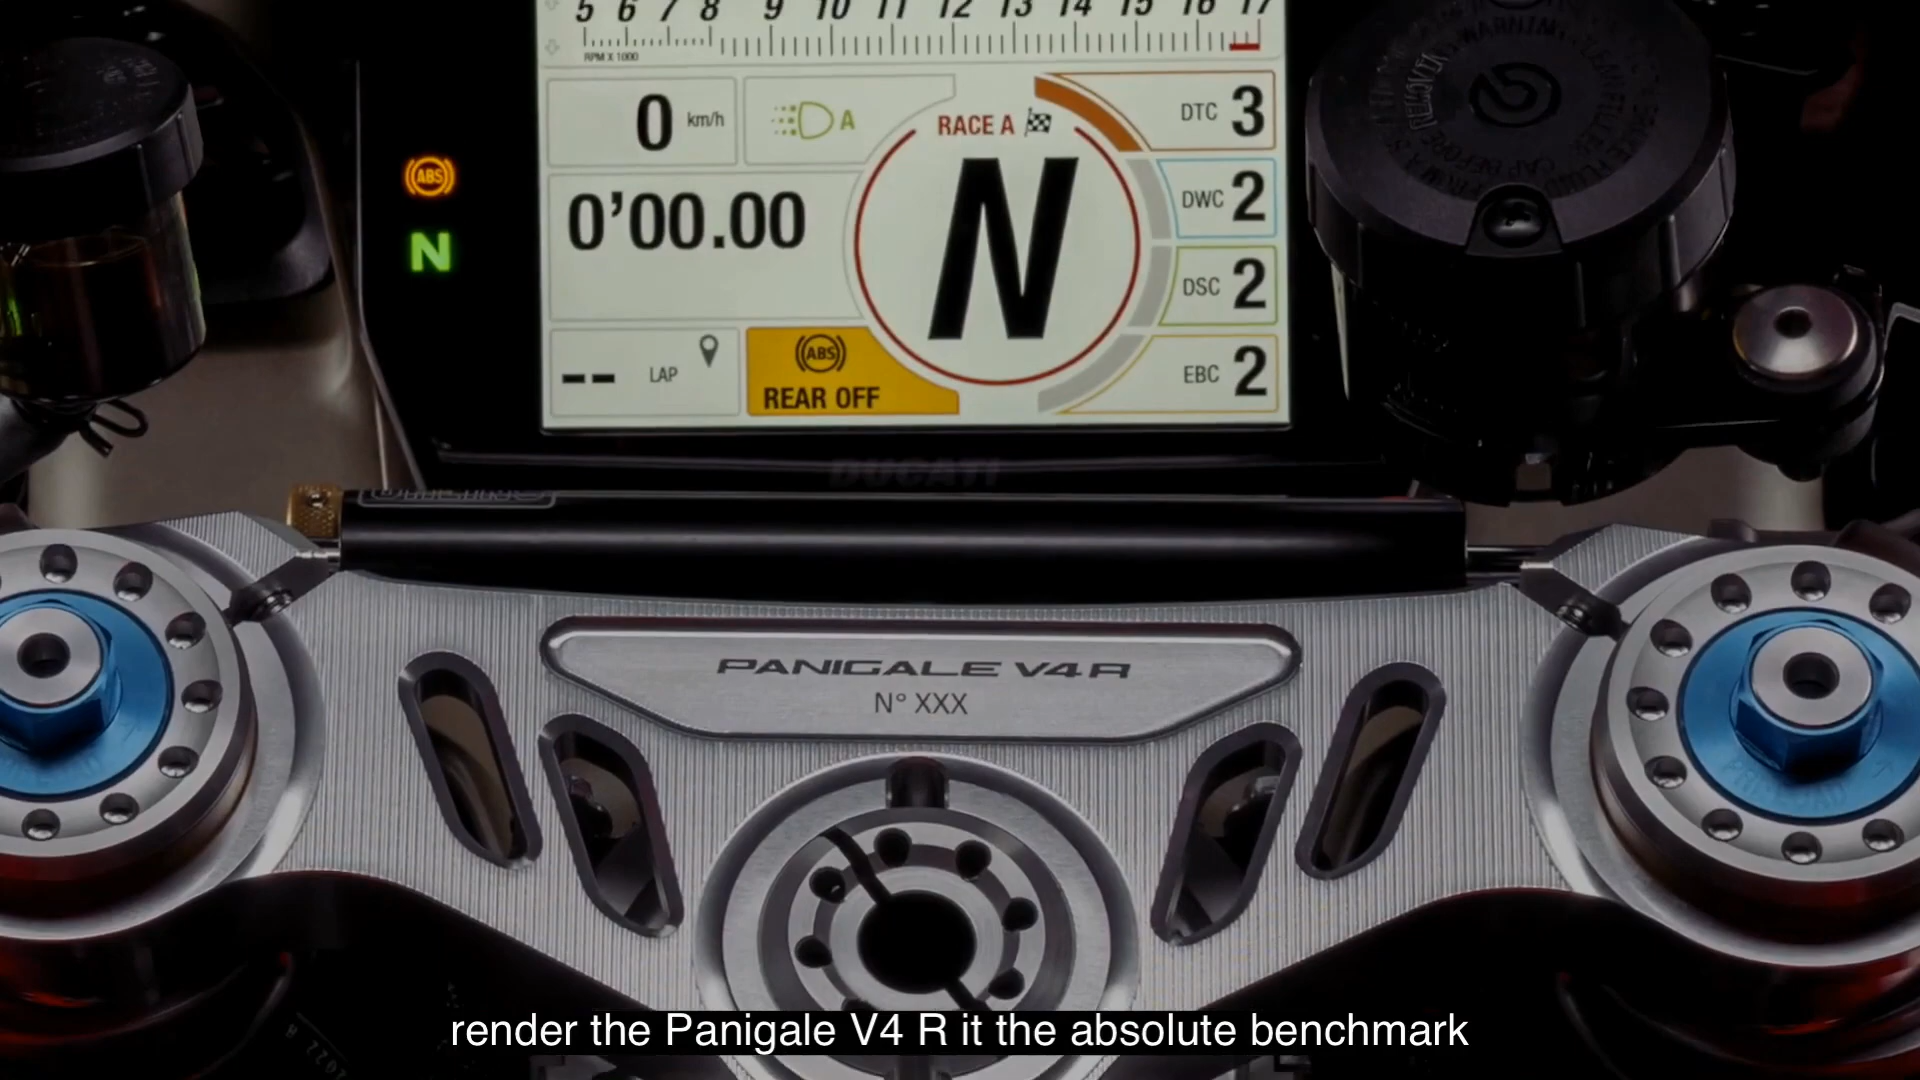 5 6 7 8 9 10 11 12 13 14 15 16 17
RPM X 1000
0 km/h
A
RACE A
DTC 3
ABS
DWC 2
N
0'00.00
N
DSC 2
-- LAP
ABS
REAR OFF
EBC 2
DUCATI
PANIGALE V4 R
N° XXX
2022
render the Panigale V4 R it the absolute benchmark